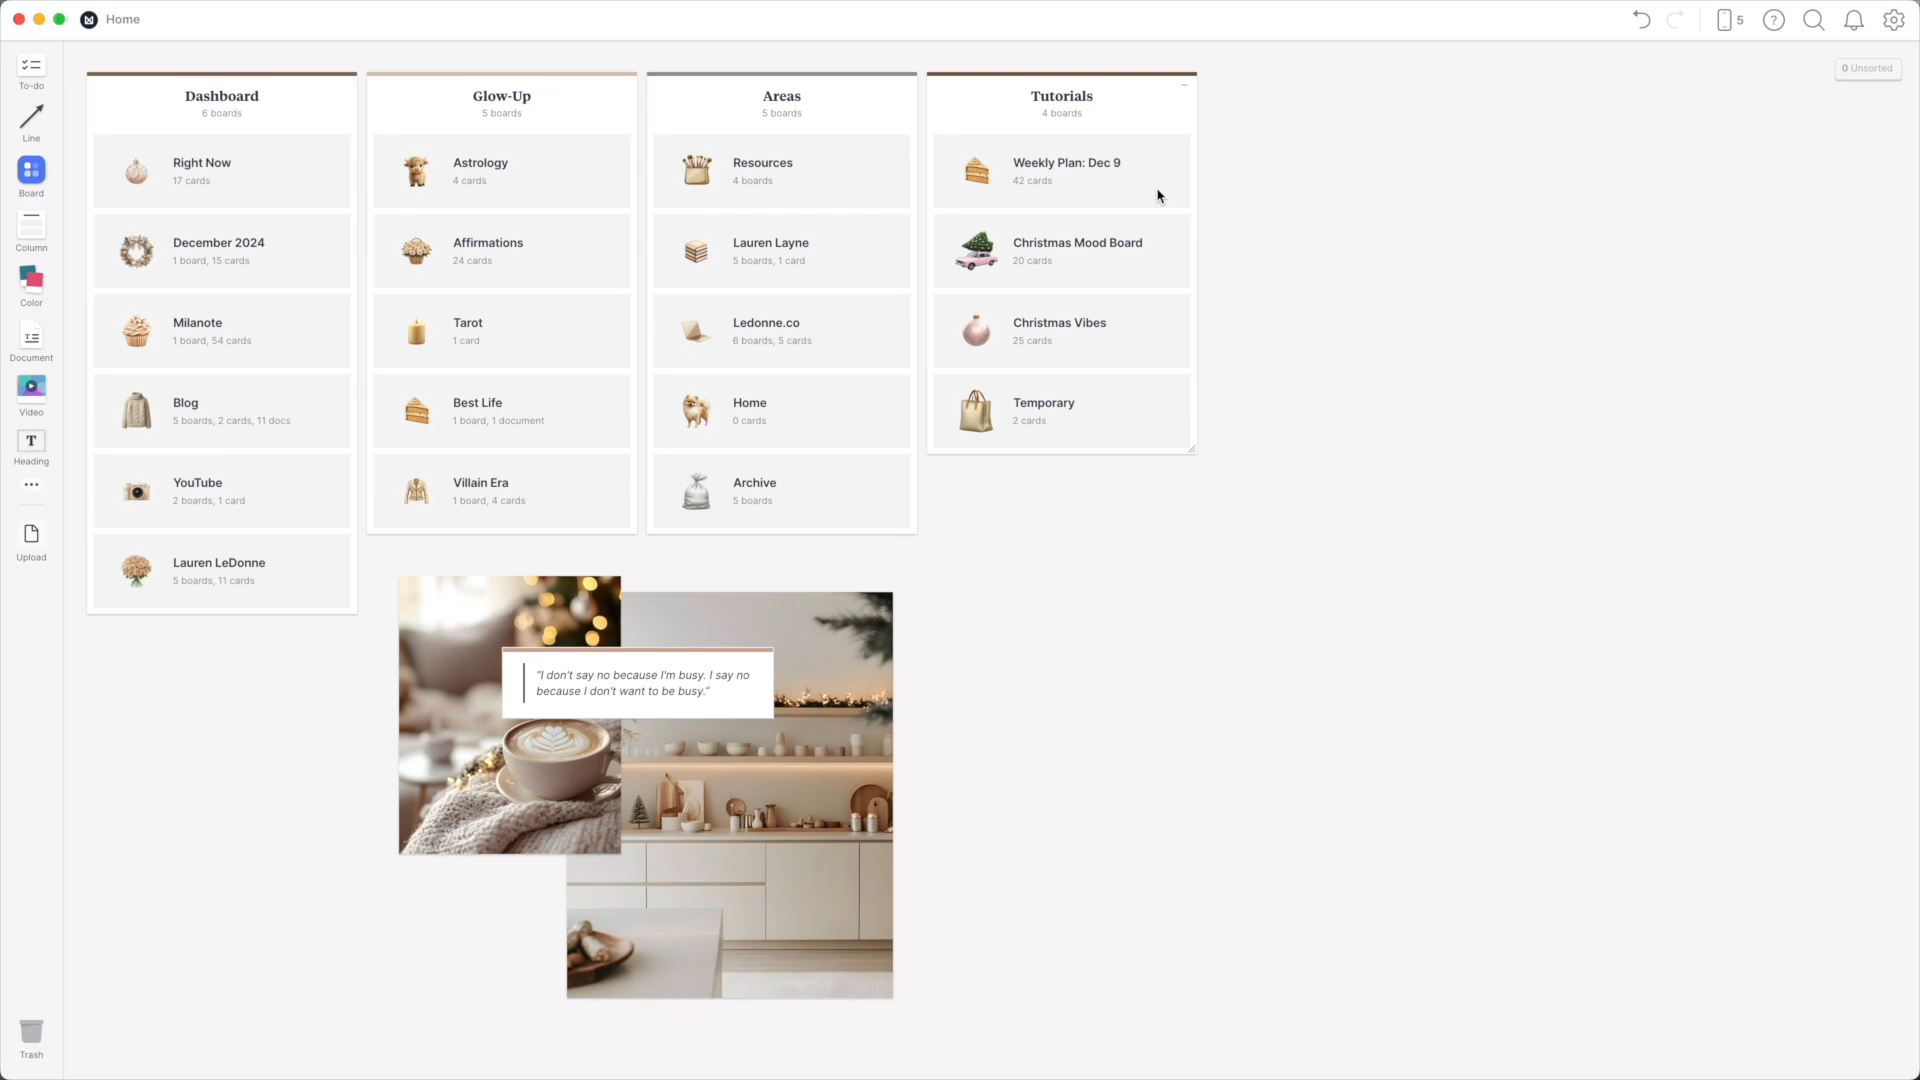 Home
5
?
To-do
Line
Board
Column
Color
Document
Video
T
Heading
Upload
Trash
0 Unsorted
Dashboard
6 boards
Right Now
17 cards
December 2024
1 board, 15 cards
Milanote
1 board, 54 cards
Blog
5 boards, 2 cards, 11 docs
YouTube
2 boards, 1 card
Lauren LeDonne
5 boards, 11 cards
Glow-Up
5 boards
Astrology
4 cards
Affirmations
24 cards
Tarot
1 card
Best Life
1 board, 1 document
Villain Era
1 board, 4 cards
Areas
5 boards
Resources
4 boards
Lauren Layne
5 boards, 1 card
Ledonne.co
6 boards, 5 cards
Home
0 cards
Archive
5 boards
Tutorials
4 boards
Weekly Plan: Dec 9
42 cards
Christmas Mood Board
20 cards
Christmas Vibes
25 cards
Temporary
2 cards
“I don't say no because I'm busy. I say no
because I don't want to be busy.”